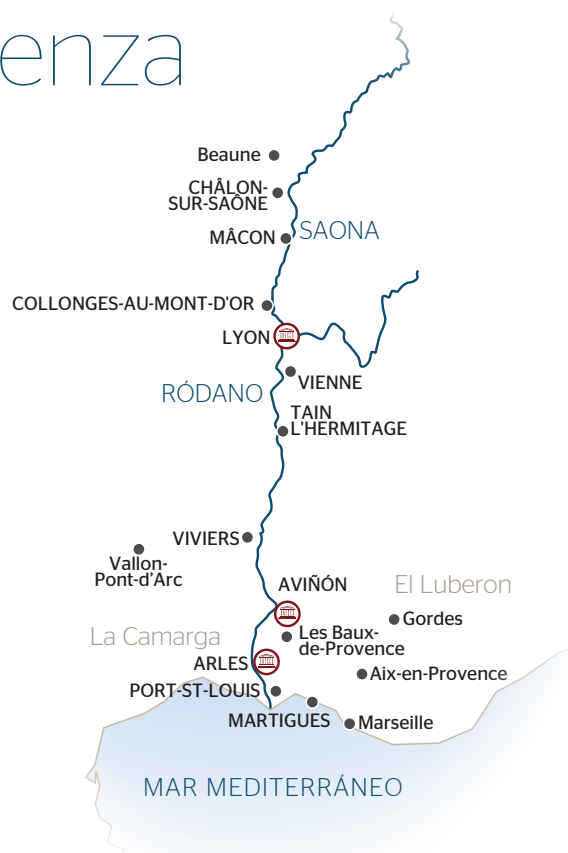 enza
Beaune
CHÂLON-
SUR-SAÔNE
MÂCON
SAONA
COLLONGES-AU-MONT-D'OR
LYON
VIENNE
RÓDANO
TAIN
L'HERMITAGE
VIVIERS
Vallon-
Pont-d'Arc
AVIÑÓN
El Luberon
Gordes
La Camarga
Les Baux-
de-Provence
ARLES
Aix-en-Provence
PORT-ST-LOUIS
MARTIGUES
Marseille
MAR MEDITERRÁNEO